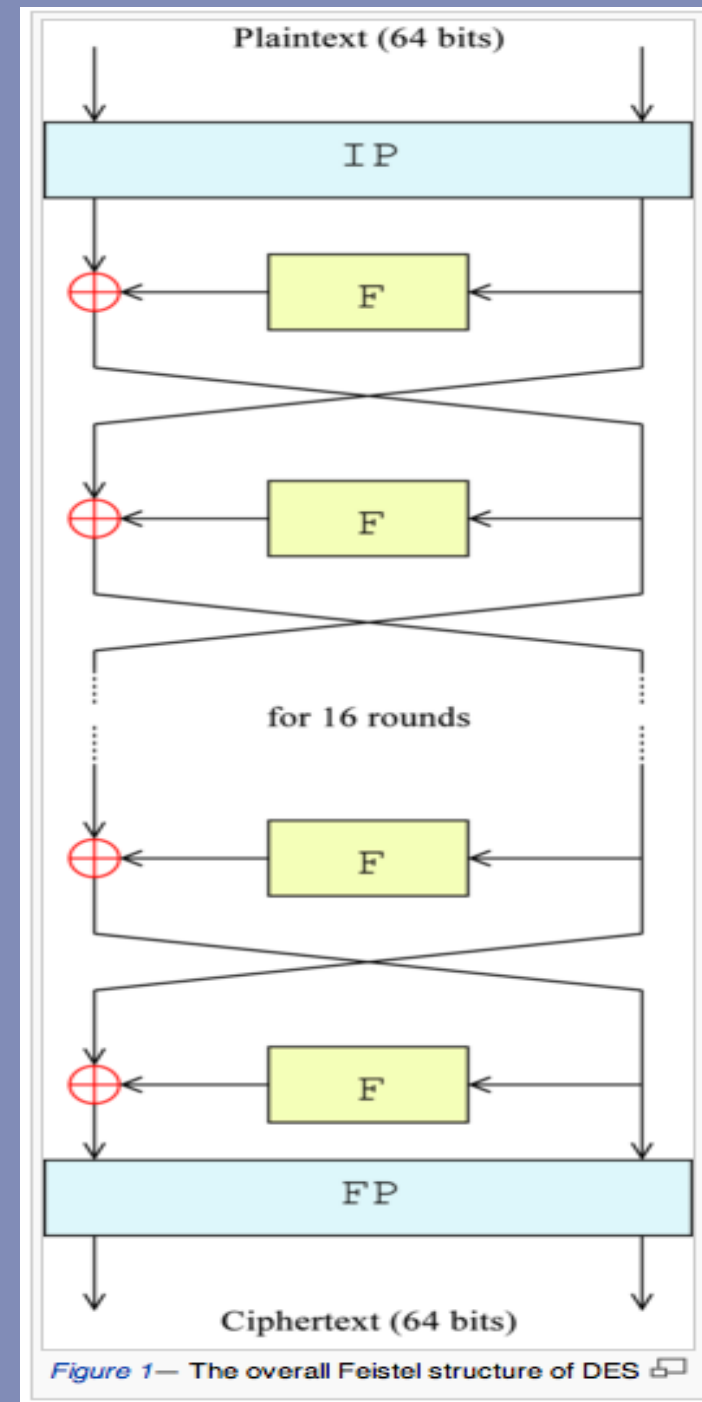 Plaintext (64 bits)
IP
F
F
for 16 rounds
F
F
FP
Ciphertext (64 bits)
Figure 1— The overall Feistel structure of DES